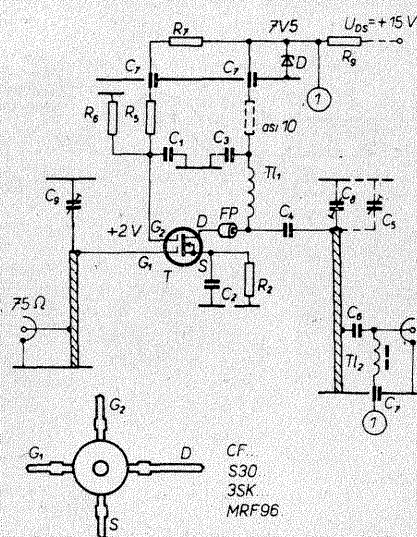 R7
7V5
UDS=+15 V
C7
C7
D
R9
R6
R5
1
asi 10
C1
C3
Tl1
C9
C8
C5
+2 V
G2
D
FP
C4
G1
T
S
75 Ω
C2
R2
C6
Tl2
C7
1
G2
G1
D
S
CF..
S30..
3SK..
MRF96.